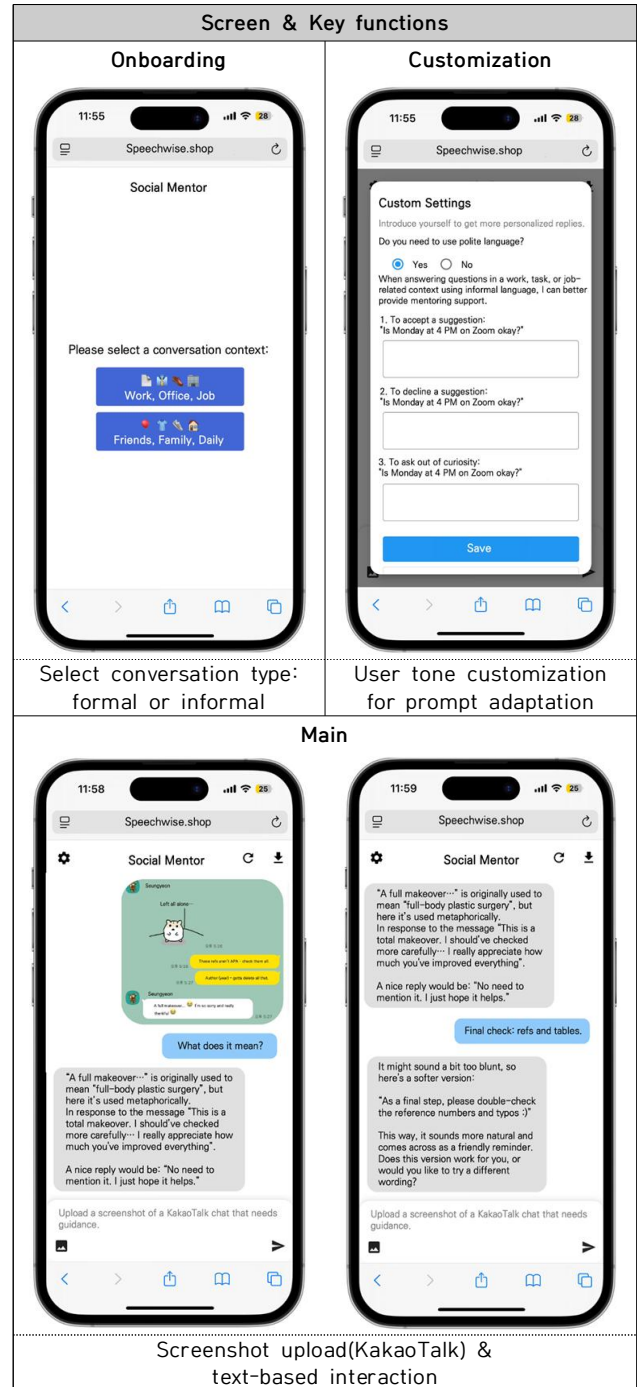 Screen & Key functions
Onboarding
Customization
11:55
28
Speechwise.shop
Social Mentor
Please select a conversation context:
Work, Office, Job
Friends, Family, Daily
11:55
28
Speechwise.shop
Custom Settings
Introduce yourself to get more personalized replies.
Do you need to use polite language?
Yes No
When answering questions in a work, task, or job-
related context using informal language, I can better
provide mentoring support.
1. To accept a suggestion:
"Is Monday at 4 PM on Zoom okay?"
2. To decline a suggestion:
"Is Monday at 4 PM on Zoom okay?"
3. To ask out of curiosity:
"Is Monday at 4 PM on Zoom okay?"
Save
Select conversation type:
formal or informal
User tone customization
for prompt adaptation
Main
11:58
25
Speechwise.shop
Social Mentor
Seungyeon
Left all alone…
Seungyeon
What does it mean?
"A full makeover…" is originally used to
mean "full-body plastic surgery", but
here it's used metaphorically.
In response to the message "This is a
total makeover. I should've checked
more carefully… I really appreciate how
much you've improved everything".
A nice reply would be: "No need to
mention it. I just hope it helps."
Upload a screenshot of a KakaoTalk chat that needs
guidance.
11:59
25
Speechwise.shop
Social Mentor
"A full makeover…" is originally used to
mean "full-body plastic surgery", but
here it's used metaphorically.
In response to the message "This is a
total makeover. I should've checked
more carefully… I really appreciate how
much you've improved everything".
A nice reply would be: "No need to
mention it. I just hope it helps."
Final check: refs and tables.
It might sound a bit too blunt, so
here's a softer version:
"As a final step, please double-check
the reference numbers and typos :)"
This way, it sounds more natural and
comes across as a friendly reminder.
Does this version work for you, or
would you like to try a different
wording?
Upload a screenshot of a KakaoTalk chat that needs
guidance.
Screenshot upload(KakaoTalk) &
text-based interaction